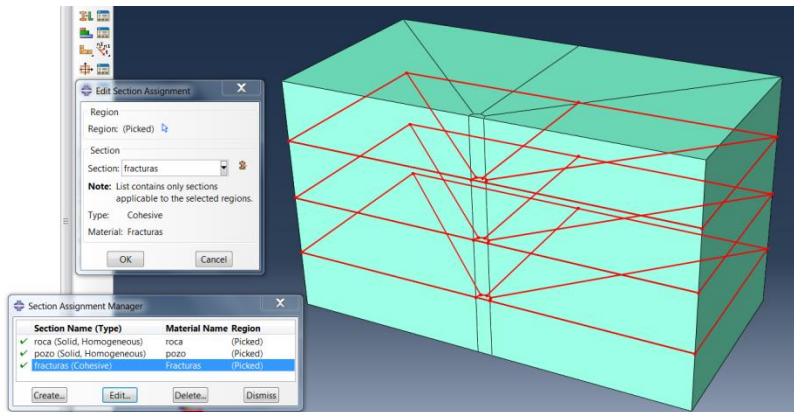 Edit Section Assignment X
Region
Region: (Picked)
Section
Section: fracturas
Note: List contains only sections
applicable to the selected regions.
Type: Cohesive
Material: Fracturas
OK Cancel
Section Assignment Manager X
Section Name (Type) Material Name Region
roca (Solid, Homogeneous) roca (Picked)
pozo (Solid, Homogeneous) pozo (Picked)
fracturas (Cohesive) Fracturas (Picked)
Create... Edit... Delete... Dismiss